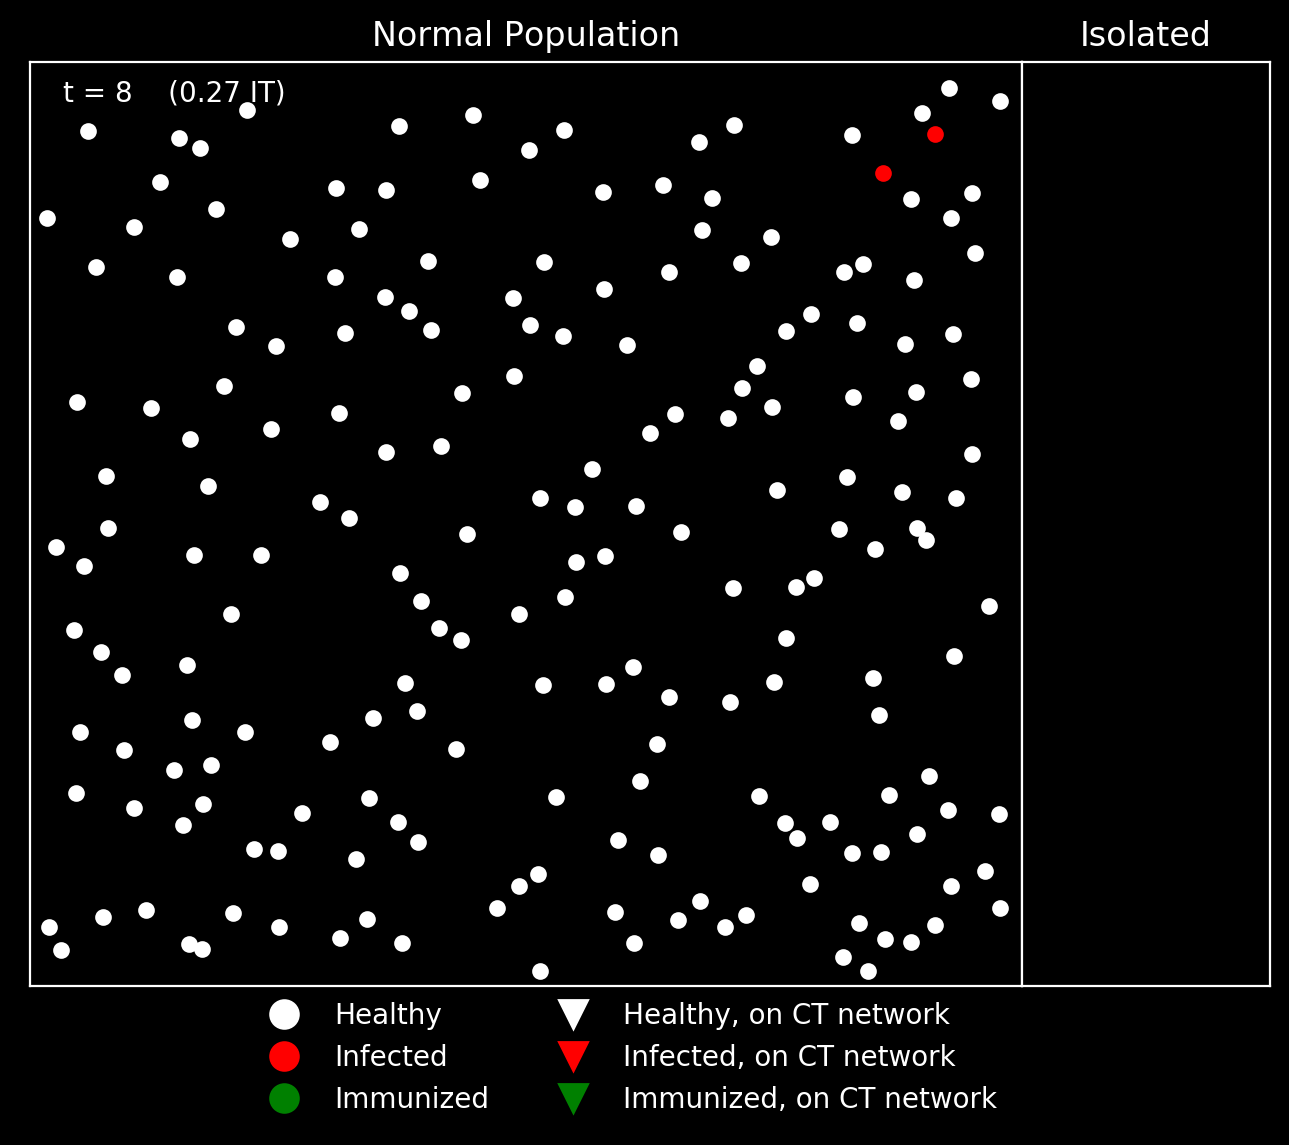 Normal Population
Isolated
t = 8 (0.27 IT)
Healthy
Healthy, on CT network
Infected
Infected, on CT network
Immunized
Immunized, on CT network